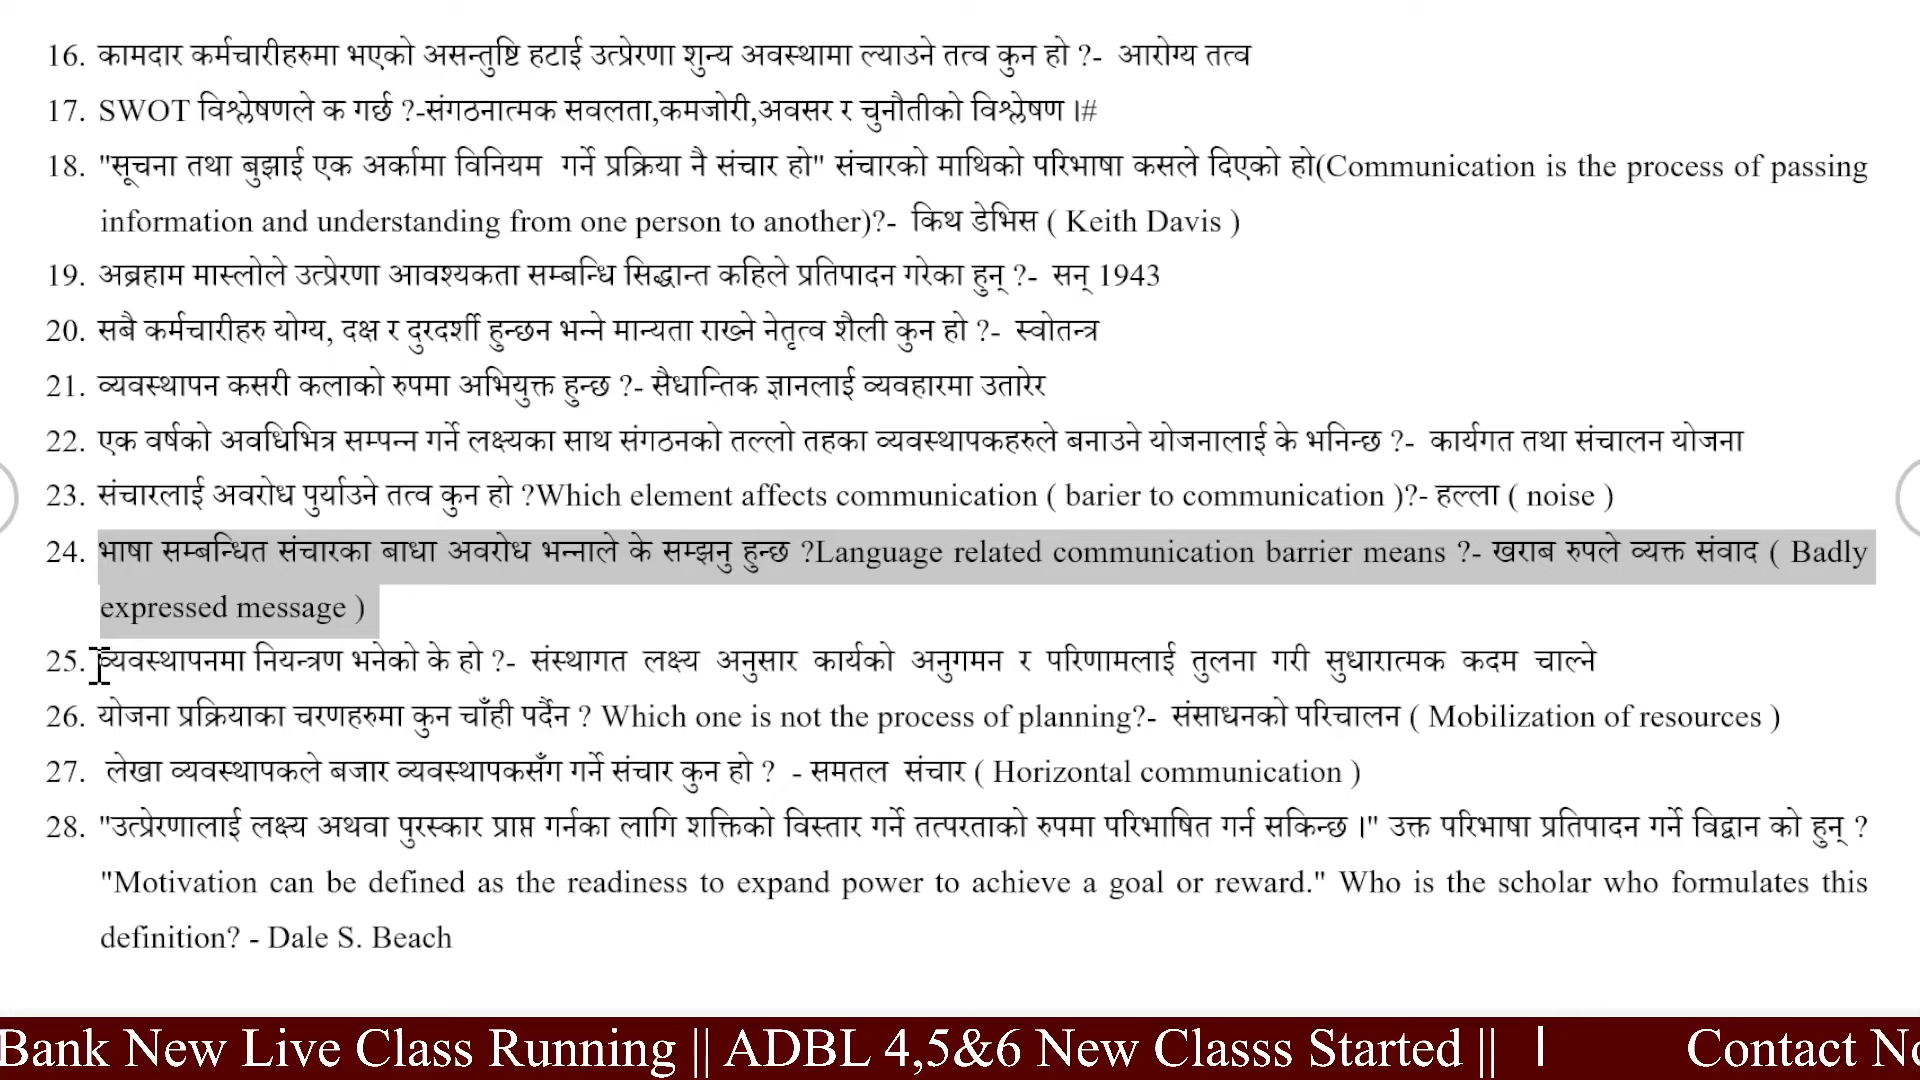 16. कामदार कर्मचारीहरुमा भएको असन्तुष्टि हटाई उत्प्रेरणा शुन्य अवस्थामा ल्याउने तत्व कुन हो ?- आरोग्य तत्व
17. SWOT विश्लेषणले क गर्छ ?-संगठनात्मक सवलता,कमजोरी,अवसर र चुनौतीको विश्लेषण ।#
18. "सूचना तथा बुझाई एक अर्कामा विनियम गर्ने प्रक्रिया नै संचार हो" संचारको माथिको परिभाषा कसले दिएको हो(Communication is the process of passing
information and understanding from one person to another)?- किथ डेभिस ( Keith Davis )
19. अब्रहाम मास्लोले उत्प्रेरणा आवश्यकता सम्बन्धि सिद्धान्त कहिले प्रतिपादन गरेका हुन् ?- सन् 1943
20. सबै कर्मचारीहरु योग्य, दक्ष र दुरदर्शी हुन्छन भन्ने मान्यता राख्ने नेतृत्व शैली कुन हो ?- स्वोतन्त्र
21. व्यवस्थापन कसरी कलाको रुपमा अभियुक्त हुन्छ ?- सैधान्तिक ज्ञानलाई व्यवहारमा उतारेर
22. एक वर्षको अवधिभित्र सम्पन्न गर्ने लक्ष्यका साथ संगठनको तल्लो तहका व्यवस्थापकहरुले बनाउने योजनालाई के भनिन्छ ?- कार्यगत तथा संचालन योजना
23. संचारलाई अवरोध पुर्याउने तत्व कुन हो ?Which element affects communication ( barier to communication )?- हल्ला ( noise )
24. भाषा सम्बन्धित संचारका बाधा अवरोध भन्नाले के सम्झनु हुन्छ ?Language related communication barrier means ?- खराब रुपले व्यक्त संवाद ( Badly
expressed message )
25. व्यवस्थापनमा नियन्त्रण भनेको के हो ?- संस्थागत लक्ष्य अनुसार कार्यको अनुगमन र परिणामलाई तुलना गरी सुधारात्मक कदम चाल्ने
26. योजना प्रक्रियाका चरणहरुमा कुन चाँही पर्दैन ? Which one is not the process of planning?- संसाधनको परिचालन ( Mobilization of resources )
27. लेखा व्यवस्थापकले बजार व्यवस्थापकसँग गर्ने संचार कुन हो ? - समतल संचार ( Horizontal communication )
28. "उत्प्रेरणालाई लक्ष्य अथवा पुरस्कार प्राप्त गर्नका लागि शक्तिको विस्तार गर्ने तत्परताको रुपमा परिभाषित गर्न सकिन्छ ।" उक्त परिभाषा प्रतिपादन गर्ने विद्वान को हुन् ?
"Motivation can be defined as the readiness to expand power to achieve a goal or reward." Who is the scholar who formulates this
definition? - Dale S. Beach
Bank New Live Class Running || ADBL 4,5&6 New Classs Started || Contact No